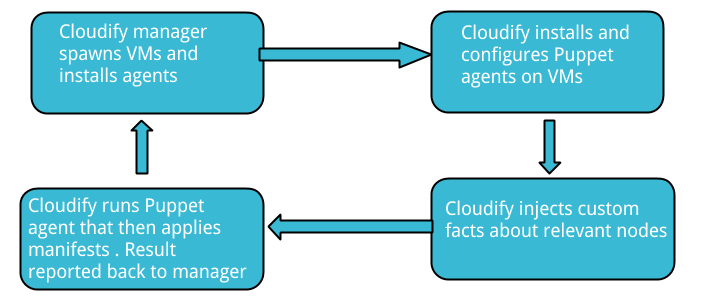 Cloudify manager
spawns VMs and
installs agents
Cloudify installs and
configures Puppet
agents on VMs
Cloudify injects custom
facts about relevant nodes
Cloudify runs Puppet
agent that then applies
manifests . Result
reported back to manager